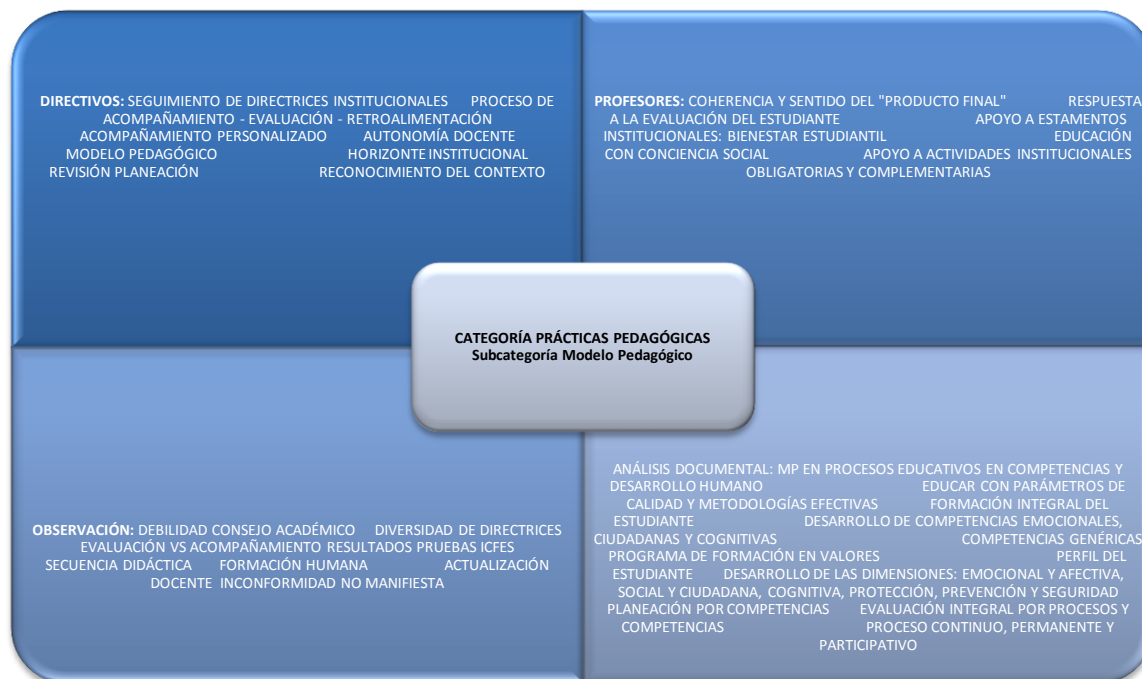 DIRECTIVOS: SEGUIMIENTO DE DIRECTRICES INSTITUCIONALES PROCESO DE
ACOMPAÑAMIENTO - EVALUACIÓN - RETROALIMENTACIÓN
ACOMPAÑAMIENTO PERSONALIZADO AUTONOMÍA DOCENTE
MODELO PEDAGÓGICO HORIZONTE INSTITUCIONAL
REVISIÓN PLANEACIÓN RECONOCIMIENTO DEL CONTEXTO
PROFESORES: COHERENCIA Y SENTIDO DEL "PRODUCTO FINAL" RESPUESTA
A LA EVALUACIÓN DEL ESTUDIANTE APOYO A ESTAMENTOS
INSTITUCIONALES: BIENESTAR ESTUDIANTIL EDUCACIÓN
CON CONCIENCIA SOCIAL APOYO A ACTIVIDADES INSTITUCIONALES
OBLIGATORIAS Y COMPLEMENTARIAS
CATEGORÍA PRÁCTICAS PEDAGÓGICAS
Subcategoría Modelo Pedagógico
OBSERVACIÓN: DEBILIDAD CONSEJO ACADÉMICO DIVERSIDAD DE DIRECTRICES
EVALUACIÓN VS ACOMPAÑAMIENTO RESULTADOS PRUEBAS ICFES
SECUENCIA DIDÁCTICA FORMACIÓN HUMANA ACTUALIZACIÓN
DOCENTE INCONFORMIDAD NO MANIFIESTA
ANÁLISIS DOCUMENTAL: MP EN PROCESOS EDUCATIVOS EN COMPETENCIAS Y
DESARROLLO HUMANO EDUCAR CON PARÁMETROS DE
CALIDAD Y METODOLOGÍAS EFECTIVAS FORMACIÓN INTEGRAL DEL
ESTUDIANTE DESARROLLO DE COMPETENCIAS EMOCIONALES,
CIUDADANAS Y COGNITIVAS COMPETENCIAS GENÉRICAS
PROGRAMA DE FORMACIÓN EN VALORES PERFIL DEL
ESTUDIANTE DESARROLLO DE LAS DIMENSIONES: EMOCIONAL Y AFECTIVA,
SOCIAL Y CIUDADANA, COGNITIVA, PROTECCIÓN, PREVENCIÓN Y SEGURIDAD
PLANEACIÓN POR COMPETENCIAS EVALUACIÓN INTEGRAL POR PROCESOS Y
COMPETENCIAS PROCESO CONTINUO, PERMANENTE Y
PARTICIPATIVO